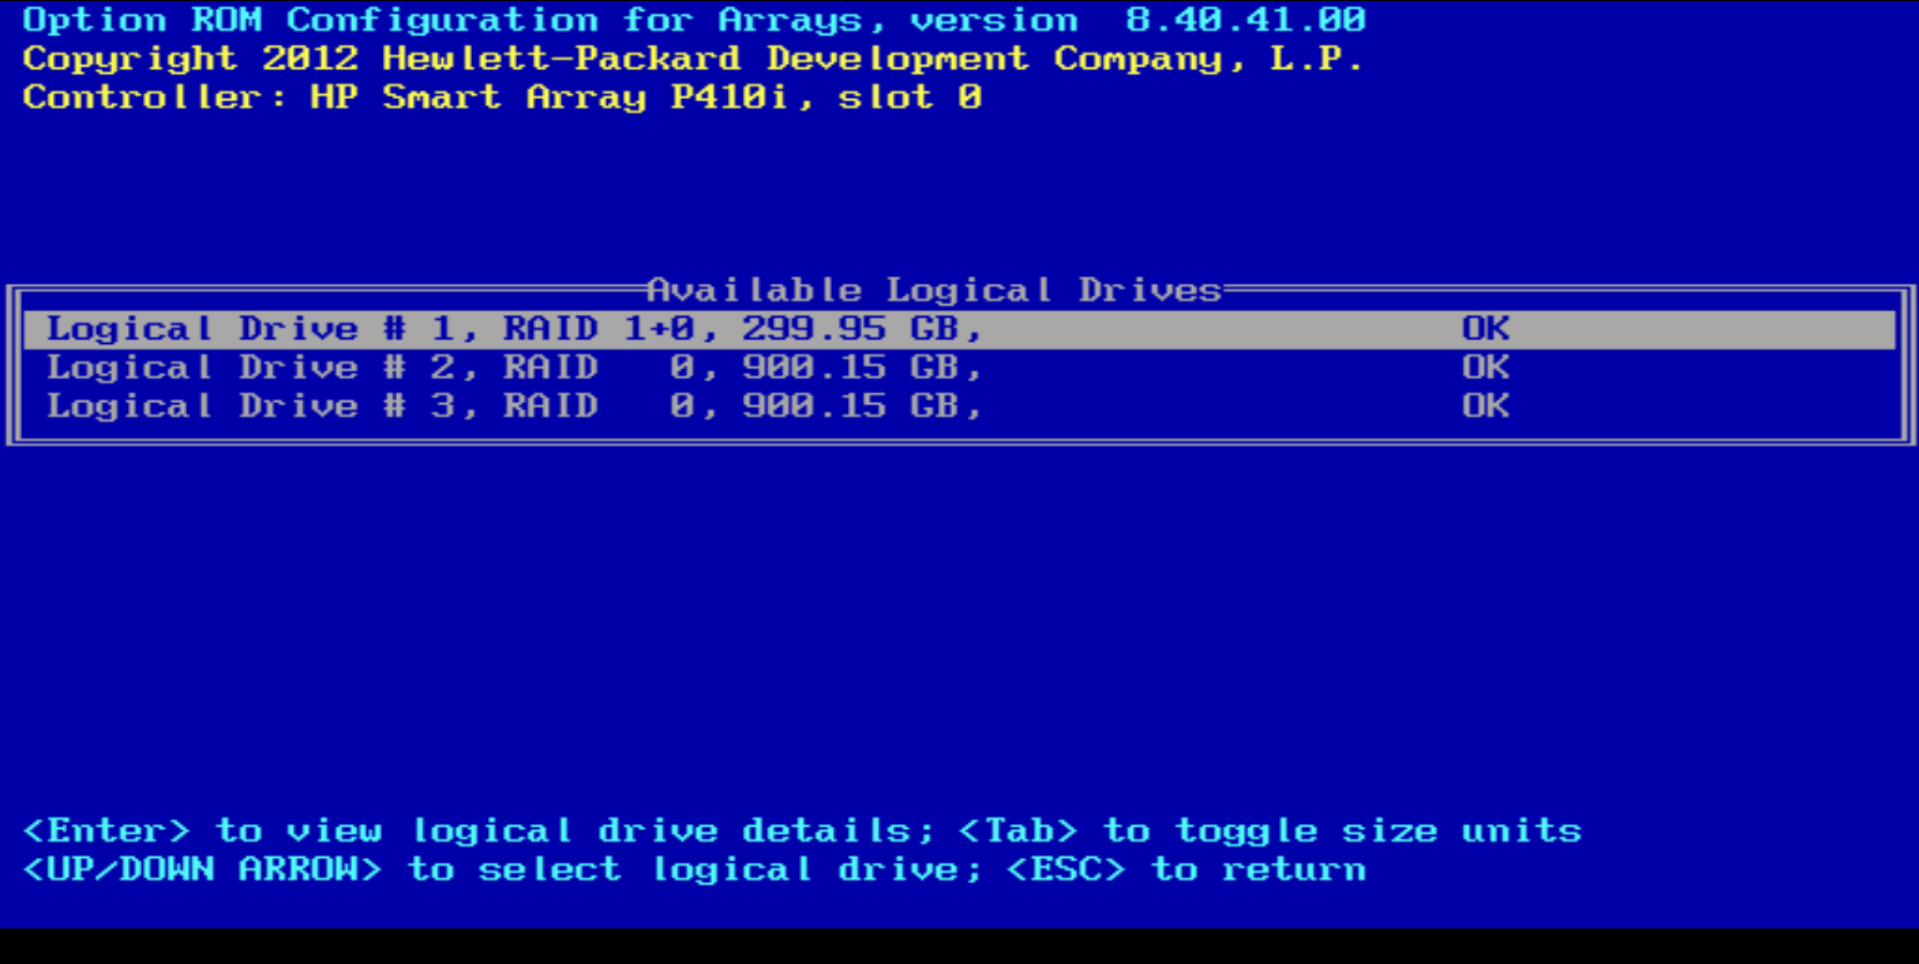 Option ROM Configuration for Arrays, version  8.40.41.00
Copyright 2012 Hewlett-Packard Development Company, L.P.
Controller: HP Smart Array P410i, slot 0
Available Logical Drives
Logical Drive # 1, RAID 1+0, 299.95 GB, OK
Logical Drive # 2, RAID   0, 900.15 GB, OK
Logical Drive # 3, RAID   0, 900.15 GB, OK
<Enter> to view logical drive details; <Tab> to toggle size units
<UP/DOWN ARROW> to select logical drive; <ESC> to return